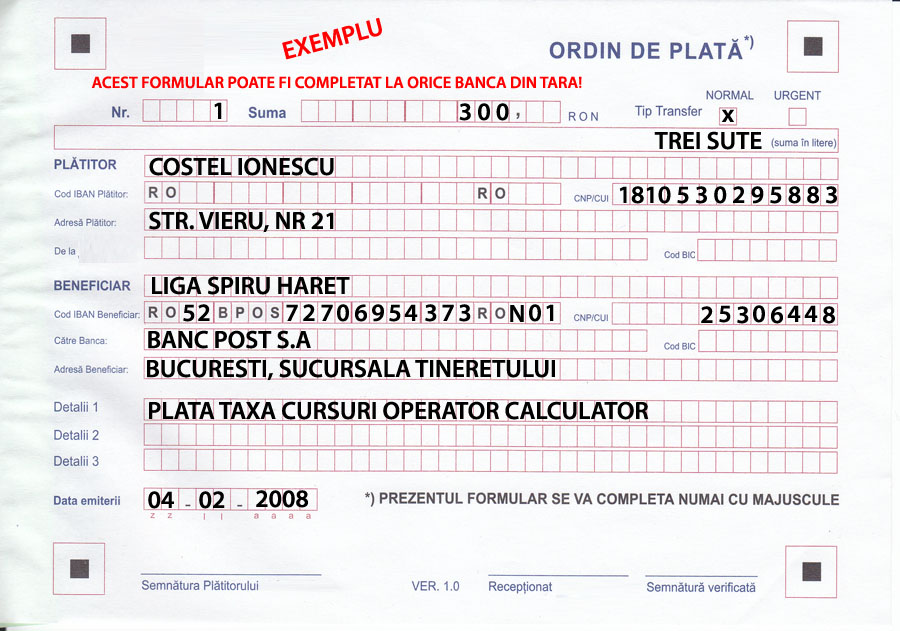 EXEMPLU
ORDIN DE PLATĂ*)
ACEST FORMULAR POATE FI COMPLETAT LA ORICE BANCA DIN TARA!
NORMAL URGENT
Nr. 1 Suma 300, RON Tip Transfer X
TREI SUTE (suma în litere)
PLĂTITOR COSTEL IONESCU
Cod IBAN Plătitor: RO RO CNP/CUI 1810530295883
Adresă Plătitor: STR. VIERU, NR 21
De la Cod BIC
BENEFICIAR LIGA SPIRU HARET
Cod IBAN Beneficiar: RO52BPOS72706954373RON01 CNP/CUI 25306448
Către Banca: BANC POST S.A Cod BIC
Adresă Beneficiar: BUCURESTI, SUCURSALA TINERETULUI
Detalii 1 PLATA TAXA CURSURI OPERATOR CALCULATOR
Detalii 2
Detalii 3
Data emiterii 04 - 02 - 2008 *) PREZENTUL FORMULAR SE VA COMPLETA NUMAI CU MAJUSCULE
z z l l a a a a
Semnătura Plătitorului VER. 1.0 Recepționat Semnătură verificată